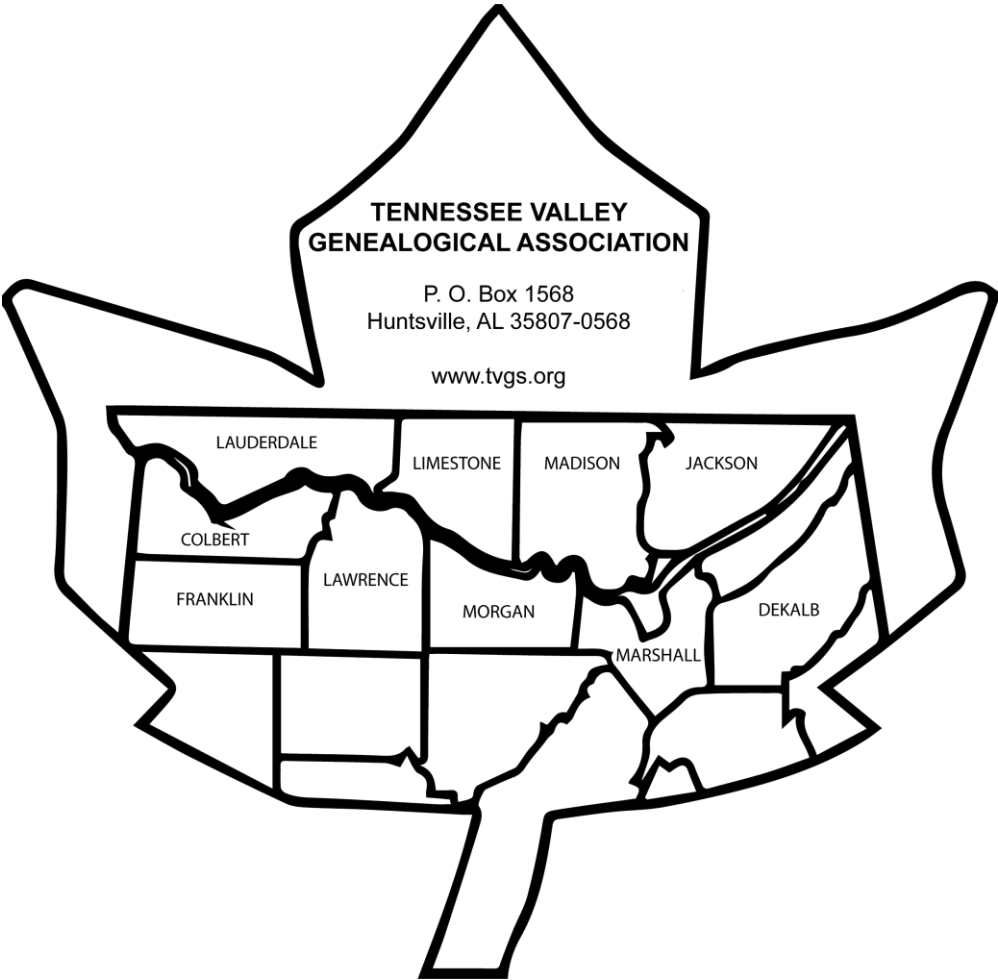 TENNESSEE VALLEY
GENEALOGICAL ASSOCIATION
P. O. Box 1568
Huntsville, AL 35807-0568
www.tvgs.org
LAUDERDALE
LIMESTONE
MADISON
JACKSON
COLBERT
FRANKLIN
LAWRENCE
MORGAN
DEKALB
MARSHALL